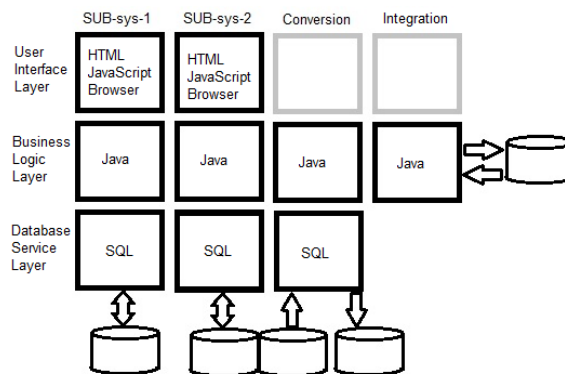 SUB-sys-1 SUB-sys-2 Conversion Integration
User
Interface
Layer
HTML
JavaScript
Browser
HTML
JavaScript
Browser
Business
Logic
Layer
Java Java Java Java
Database
Service
Layer
SQL SQL SQL